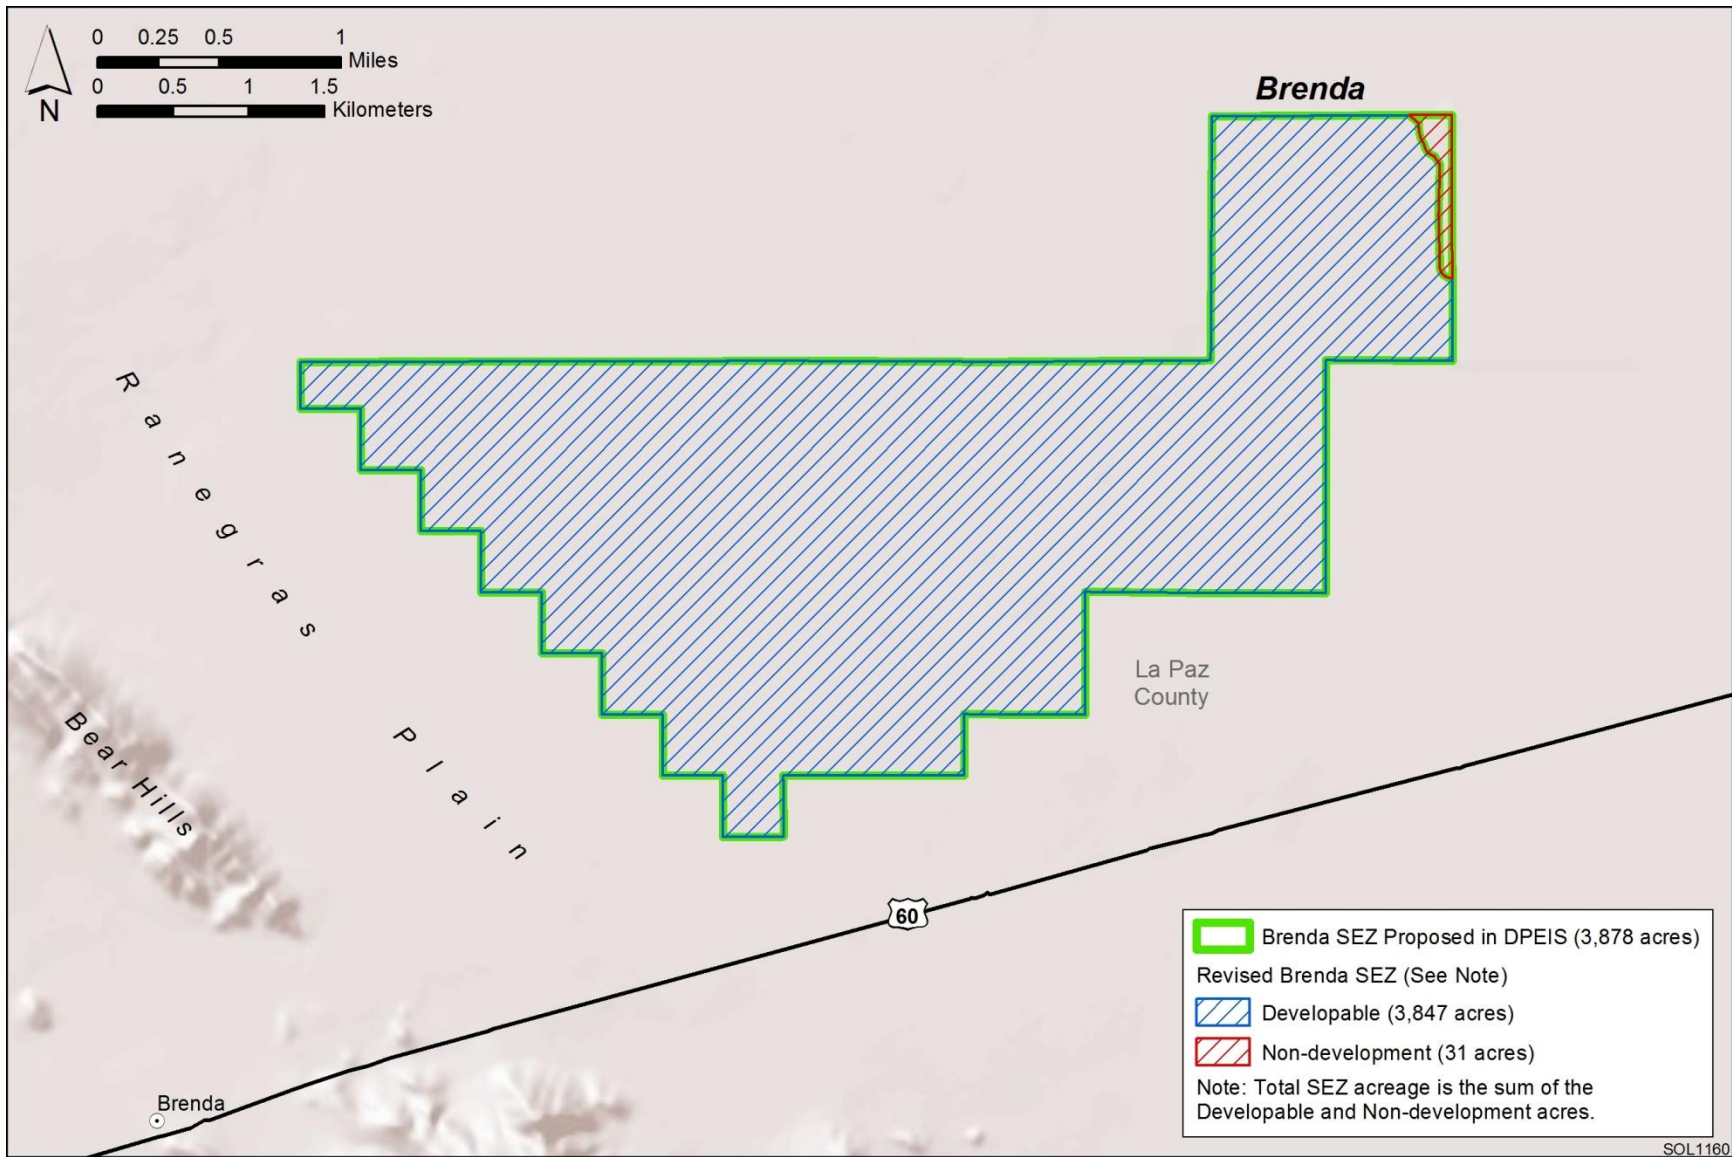 0 0.25 0.5 1
Miles
0 0.5 1 1.5
Kilometers
N
Brenda
Ranegras Plain
Bear Hills
La Paz
County
60
Brenda
Brenda SEZ Proposed in DPEIS (3,878 acres)
Revised Brenda SEZ (See Note)
Developable (3,847 acres)
Non-development (31 acres)
Note: Total SEZ acreage is the sum of the
Developable and Non-development acres.
SOL1160